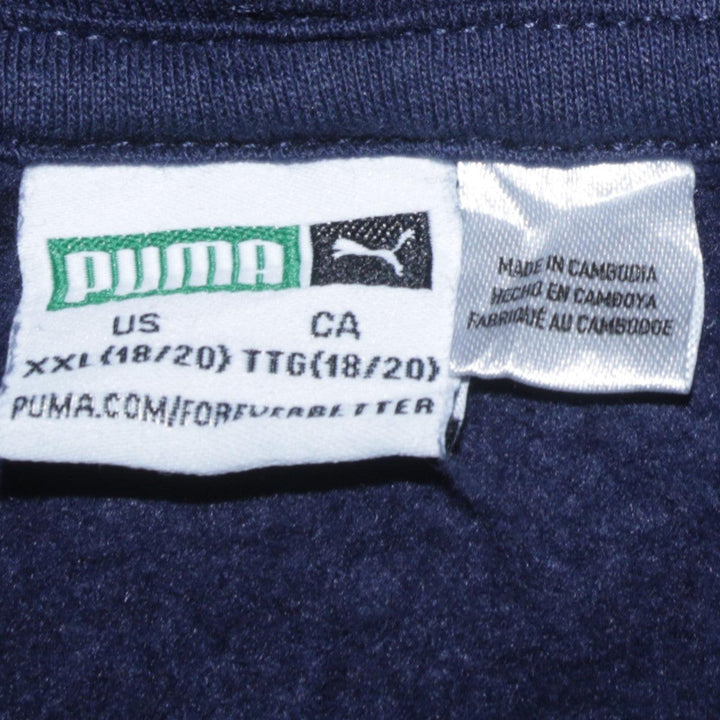 PUMA
US CA
XXL(18/20) TTG(18/20)
PUMA.COM/FOREVERBETTER
MADE IN CAMBODIA
HECHO EN CAMBOYA
FABRIQUÉ AU CAMBODGE